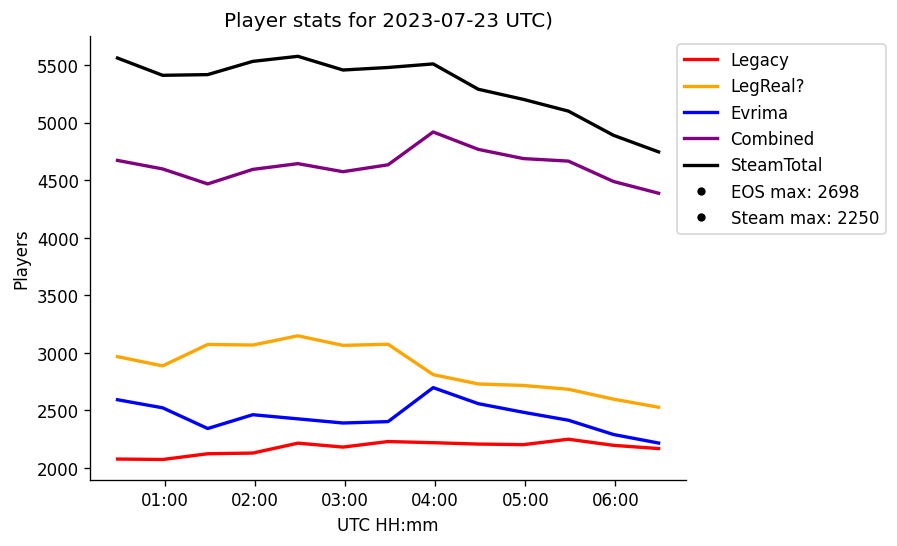 Player stats for 2023-07-23 UTC)
Legacy
LegReal?
Evrima
Combined
SteamTotal
EOS max: 2698
Steam max: 2250
Players
5500
5000
4500
4000
3500
3000
2500
2000
01:00 02:00 03:00 04:00 05:00 06:00
UTC HH:mm